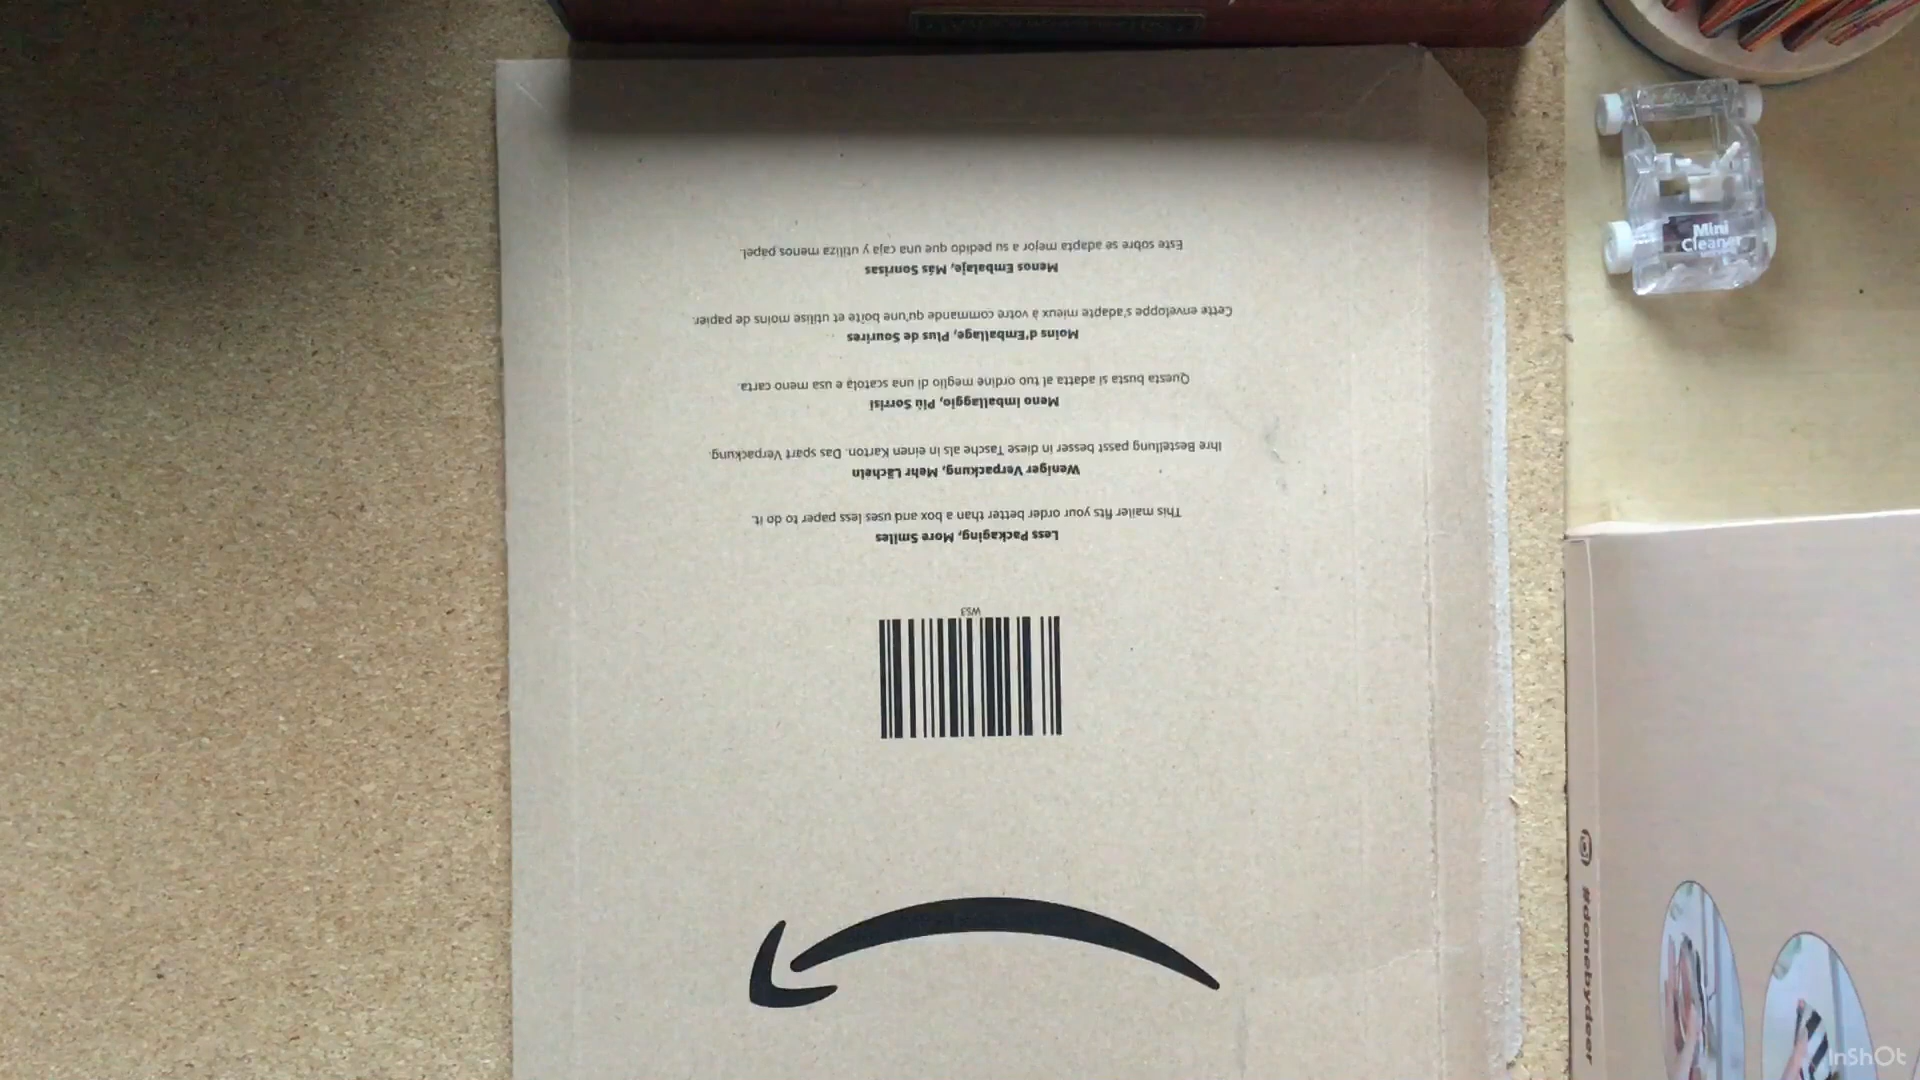 Less Packaging, More Smiles
This mailer fits your order better than a box and uses less paper to do it.
Weniger Verpackung, Mehr Lächeln
Ihre Bestellung passt besser in diese Tasche als in einen Karton. Das spart Verpackung.
Meno Imballaggio, Più Sorrisi
Questa busta si adatta al tuo ordine meglio di una scatola e usa meno carta.
Moins d'Emballage, Plus de Sourires
Cette enveloppe s'adapte mieux à votre commande qu'une boîte et utilise moins de papier.
Menos Embalaje, Más Sonrisas
Este sobre se adapta mejor a su pedido que una caja y utiliza menos papel.
WS3
Mini
Cleaner
#donebydeer
InShOt